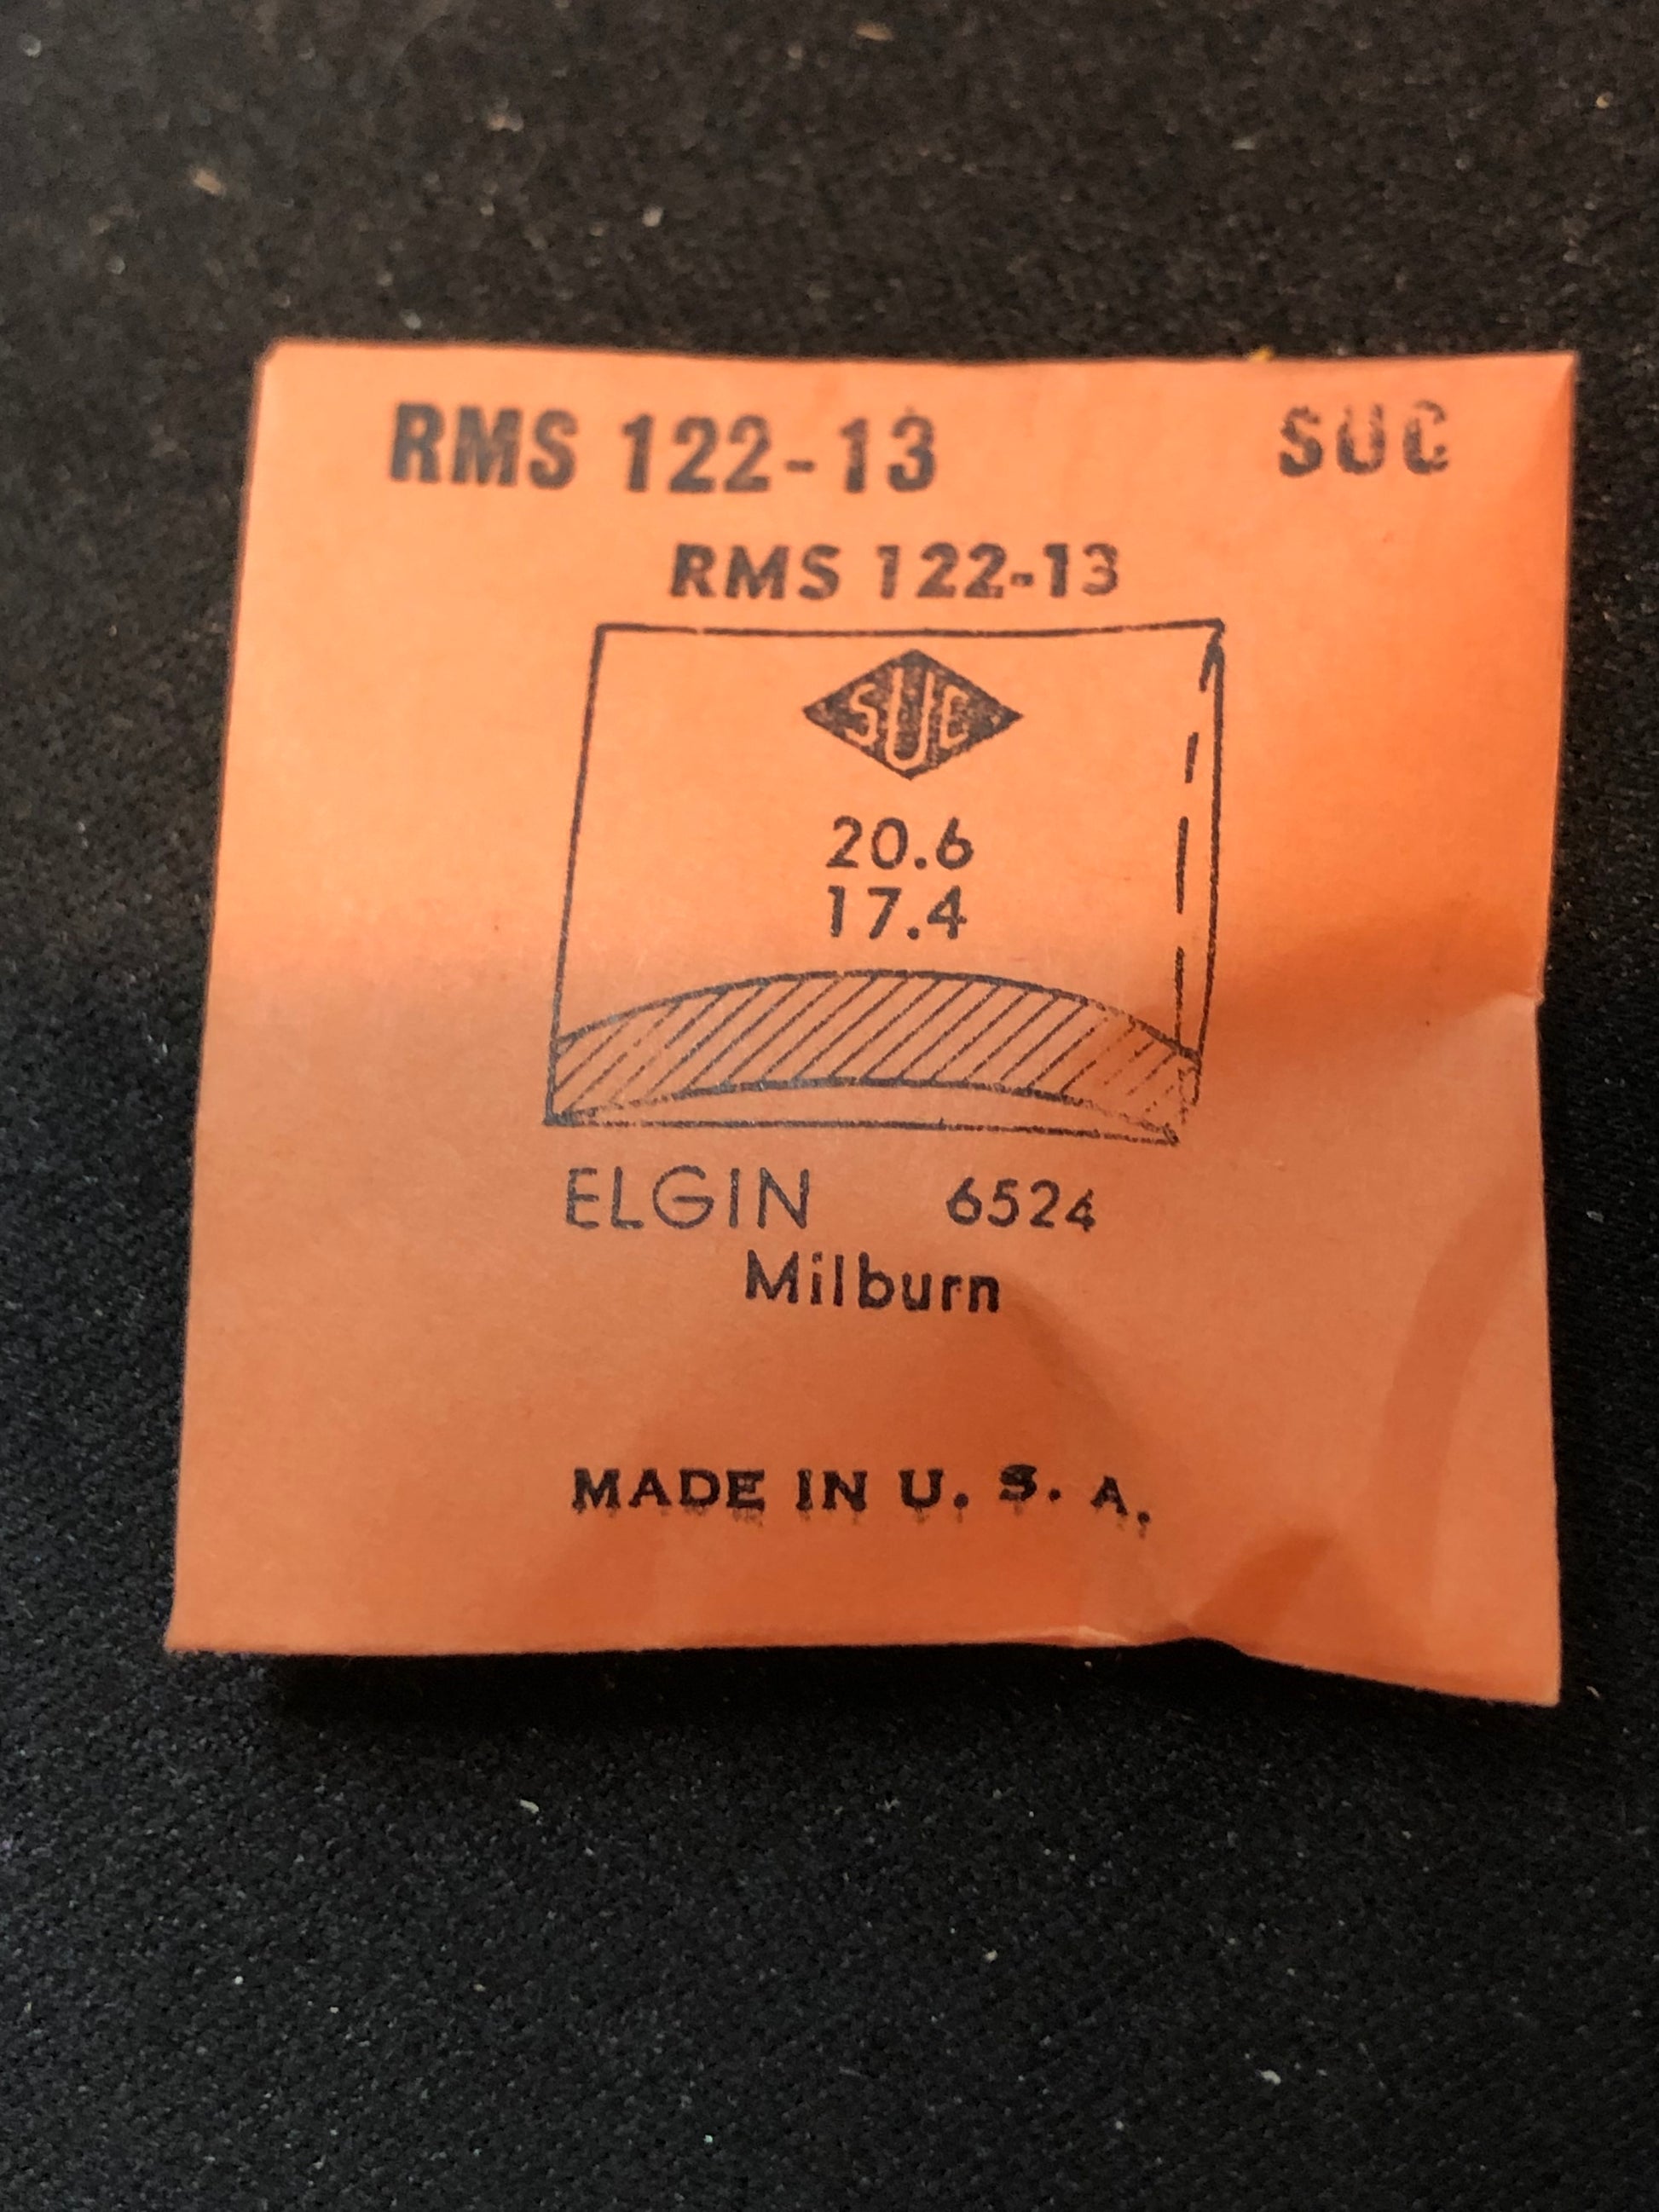 RMS 122-13 SUC
RMS 122-13
SUC
20.6
17.4
ELGIN 6524
Milburn
MADE IN U. S. A.